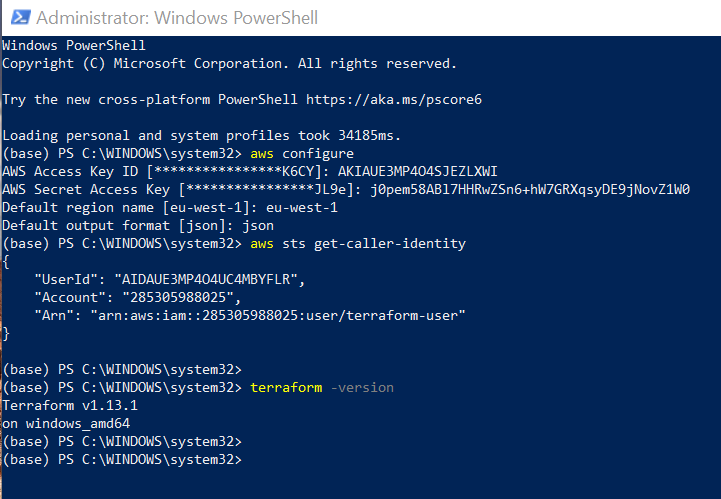 Administrator: Windows PowerShell
Windows PowerShell
Copyright (C) Microsoft Corporation. All rights reserved.
Try the new cross-platform PowerShell https://aka.ms/pscore6
Loading personal and system profiles took 34185ms.
(base) PS C:\WINDOWS\system32> aws configure
AWS Access Key ID [****************K6CY]: AKIAUE3MP4O4SJEZLXWI
AWS Secret Access Key [****************JL9e]: 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
Default region name [eu-west-1]: eu-west-1
Default output format [json]: json
(base) PS C:\WINDOWS\system32> aws sts get-caller-identity
{
    "UserId": "AIDAUE3MP4O4UC4MBYFLR",
    "Account": "285305988025",
    "Arn": "arn:aws:iam::285305988025:user/terraform-user"
}
(base) PS C:\WINDOWS\system32>
(base) PS C:\WINDOWS\system32> terraform -version
Terraform v1.13.1
on windows_amd64
(base) PS C:\WINDOWS\system32>
(base) PS C:\WINDOWS\system32>